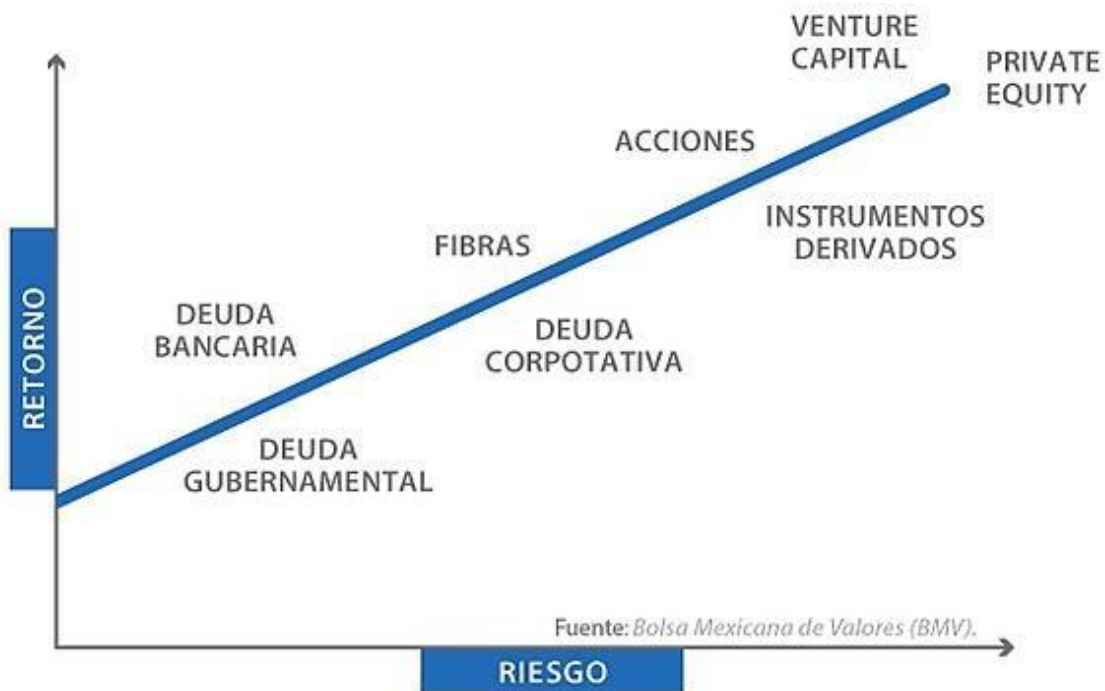 VENTURE
CAPITAL
PRIVATE
EQUITY
ACCIONES
INSTRUMENTOS
DERIVADOS
FIBRAS
DEUDA
BANCARIA
DEUDA
CORPOTATIVA
RETORNO
DEUDA
GUBERNAMENTAL
Fuente: Bolsa Mexicana de Valores (BMV).
RIESGO